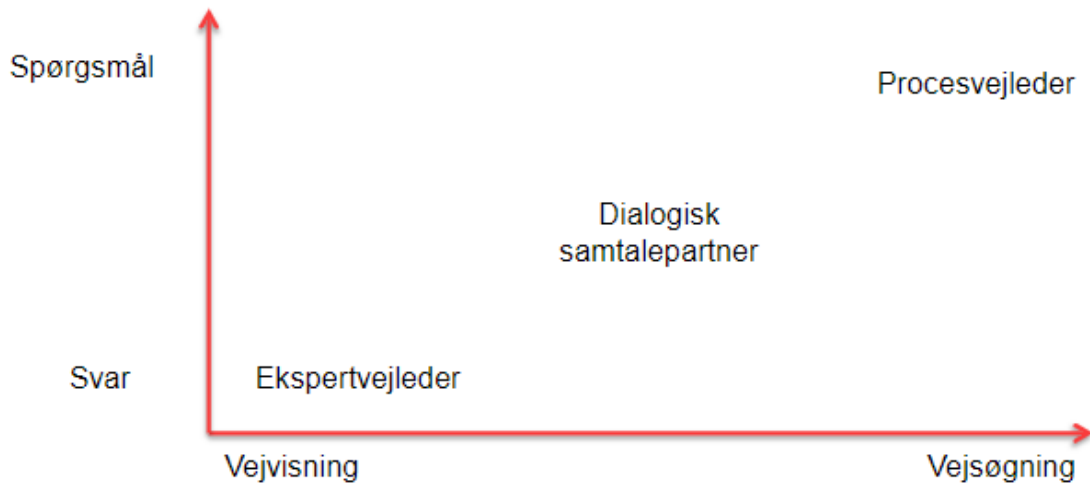 Spørgsmål
Procesvejleder
Dialogisk
samtalepartner
Svar
Ekspertvejleder
Vejvisning
Vejsøgning